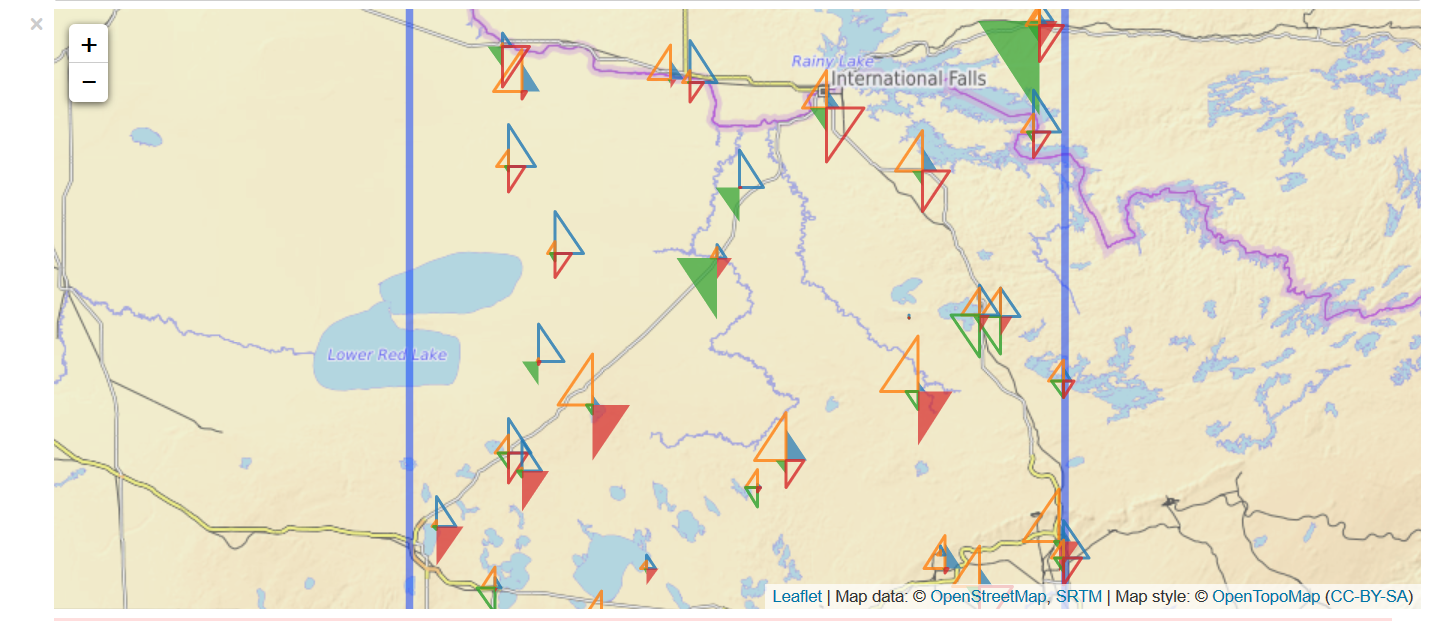 ×
+
Rainy Lake
International Falls
−
Lower Red Lake
Leaflet | Map data: © OpenStreetMap, SRTM | Map style: © OpenTopoMap (CC-BY-SA)